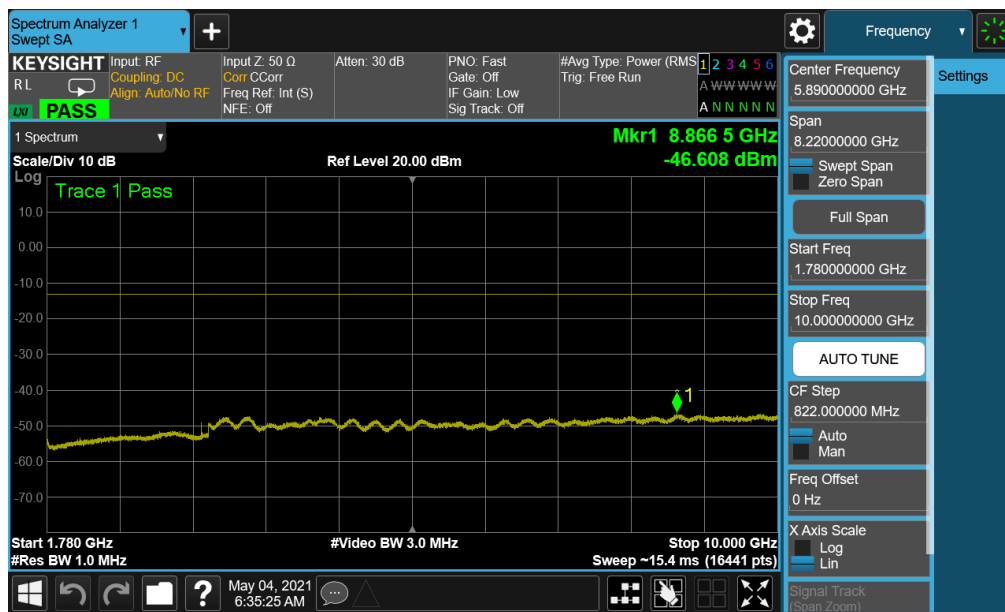 Spectrum Analyzer 1
Swept SA
+
Frequency
KEYSIGHT
R L
LXI
PASS
Input: RF
Coupling: DC
Align: Auto/No RF
Input Z: 50 Ω
Corr CCorr
Freq Ref: Int (S)
NFE: Off
Atten: 30 dB
PNO: Fast
Gate: Off
IF Gain: Low
Sig Track: Off
#Avg Type: Power (RMS
Trig: Free Run
1 2 3 4 5 6
A W W W W W
A N N N N N
1 Spectrum
Scale/Div 10 dB
Ref Level 20.00 dBm
Mkr1 8.866 5 GHz
-46.608 dBm
Log
Trace 1 Pass
10.0
0.00
-10.0
-20.0
-30.0
-40.0
-50.0
-60.0
-70.0
1
Start 1.780 GHz
#Video BW 3.0 MHz
Stop 10.000 GHz
#Res BW 1.0 MHz
Sweep ~15.4 ms (16441 pts)
Center Frequency
5.890000000 GHz
Span
8.22000000 GHz
Swept Span
Zero Span
Full Span
Start Freq
1.780000000 GHz
Stop Freq
10.000000000 GHz
AUTO TUNE
CF Step
822.000000 MHz
Auto
Man
Freq Offset
0 Hz
X Axis Scale
Log
Lin
Signal Track
(Span Zoom)
Settings
?
May 04, 2021
6:35:25 AM